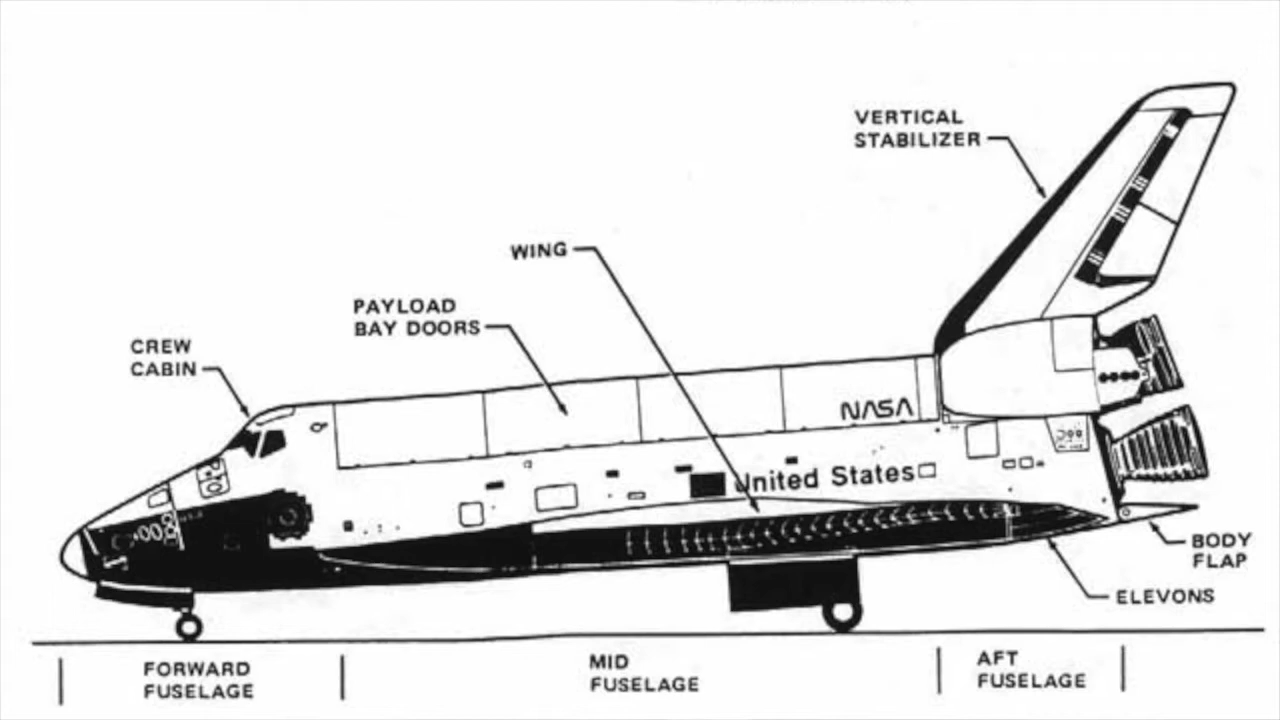 VERTICAL
STABILIZER
WING
PAYLOAD
BAY DOORS
CREW
CABIN
NASA
United States
BODY
FLAP
ELEVONS
FORWARD
FUSELAGE
MID
FUSELAGE
AFT
FUSELAGE